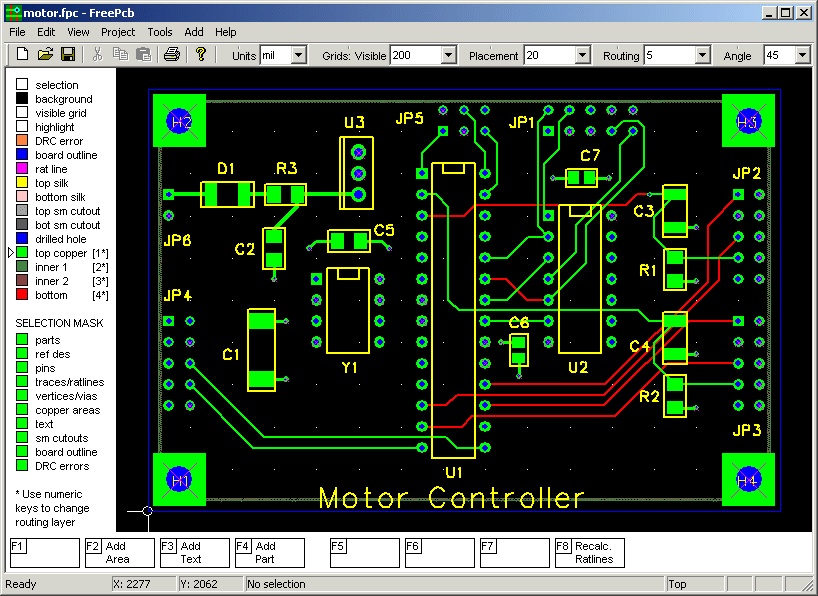 motor.fpc - FreePcb
File Edit View Project Tools Add Help
Units mil Grids: Visible 200 Placement 20 Routing 5 Angle 45
selection
background
visible grid
highlight
DRC error
board outline
rat line
top silk
bottom silk
top sm cutout
bot sm cutout
drilled hole
top copper [1*]
inner 1 [2*]
inner 2 [3*]
bottom [4*]
SELECTION MASK
parts
ref des
pins
traces/ratlines
vertices/vias
copper areas
text
sm cutouts
board outline
DRC errors
* Use numeric
keys to change
routing layer
H2 U3 JP5 JP1 H3
D1 R3 C7 JP2
C3
JP6 C2 C5
R1
JP4
C6
C1 Y1 U2 C4
R2
JP3
H1 U1 H4
Motor Controller
F1 F2 Add Area F3 Add Text F4 Add Part F5 F6 F7 F8 Recalc. Ratlines
Ready X: 2277 Y: 2062 No selection Top